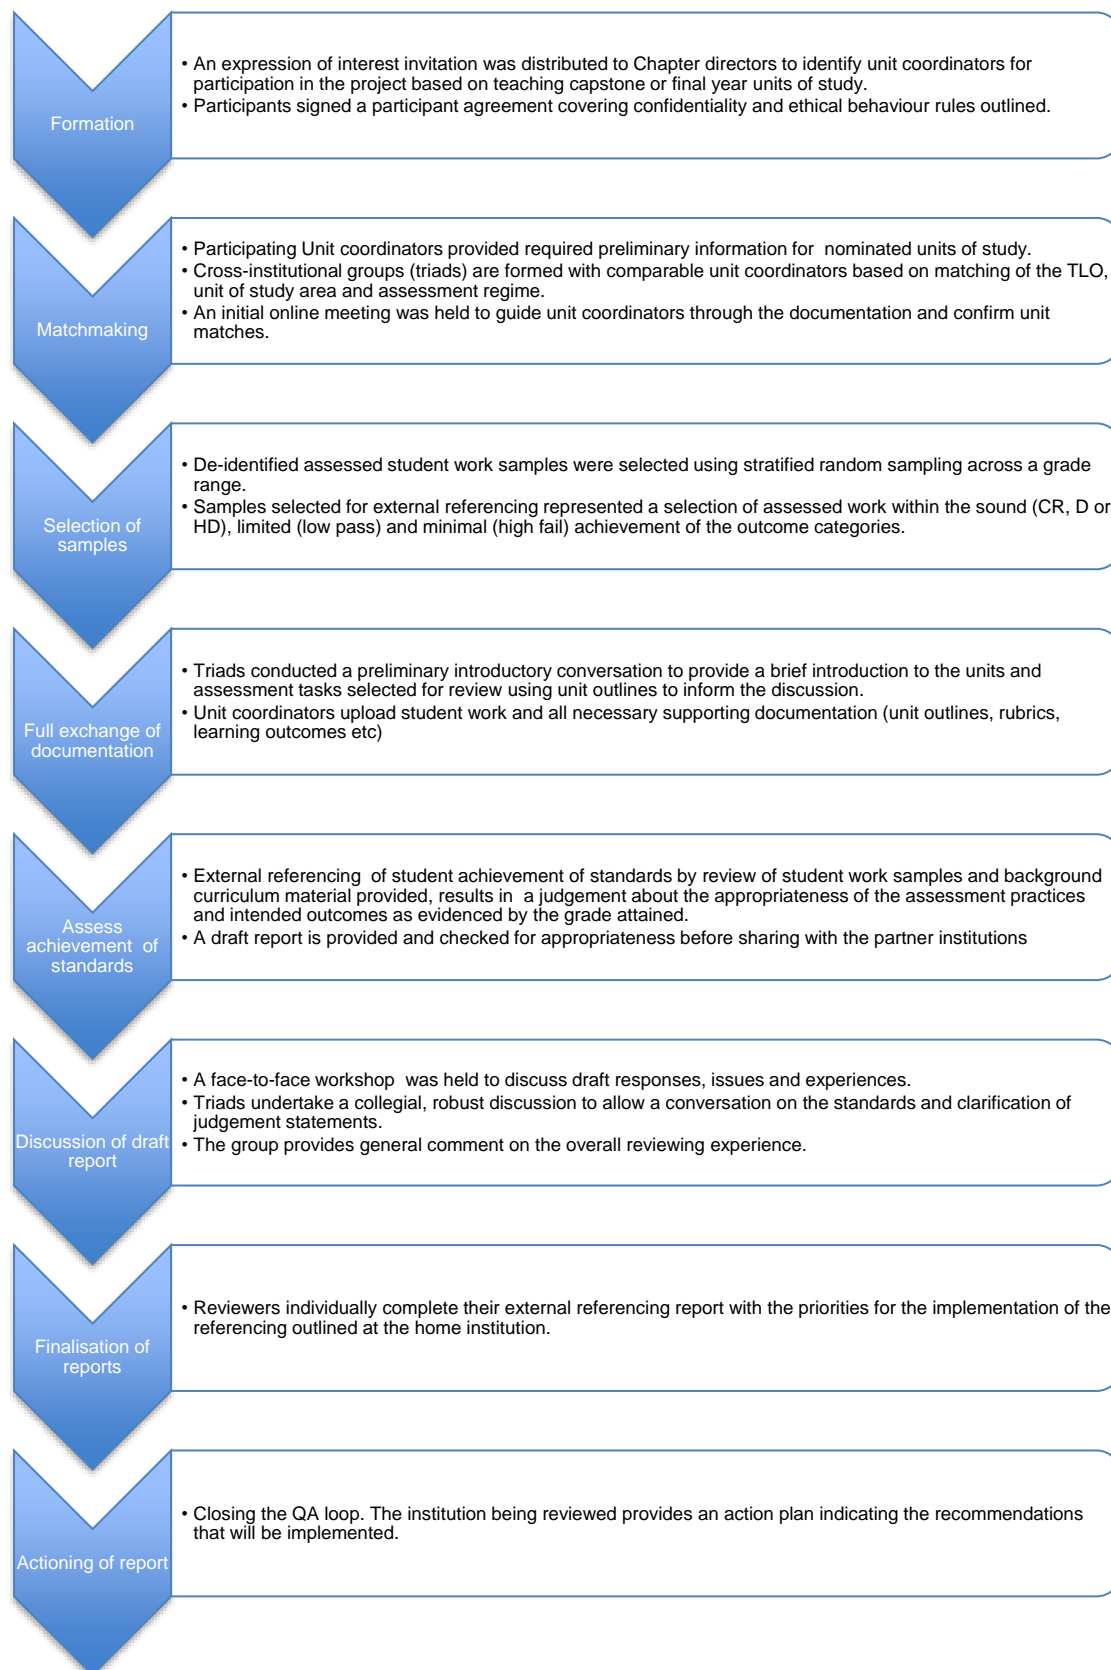 Formation
• An expression of interest invitation was distributed to Chapter directors to identify unit coordinators for
participation in the project based on teaching capstone or final year units of study.
• Participants signed a participant agreement covering confidentiality and ethical behaviour rules outlined.
Matchmaking
• Participating Unit coordinators provided required preliminary information for  nominated units of study.
• Cross-institutional groups (triads) are formed with comparable unit coordinators based on matching of the TLO,
unit of study area and assessment regime.
• An initial online meeting was held to guide unit coordinators through the documentation and confirm unit
matches.
Selection of
samples
• De-identified assessed student work samples were selected using stratified random sampling across a grade
range.
• Samples selected for external referencing represented a selection of assessed work within the sound (CR, D or
HD), limited (low pass) and minimal (high fail) achievement of the outcome categories.
Full exchange of
documentation
• Triads conducted a preliminary introductory conversation to provide a brief introduction to the units and
assessment tasks selected for review using unit outlines to inform the discussion.
• Unit coordinators upload student work and all necessary supporting documentation (unit outlines, rubrics,
learning outcomes etc)
Assess
achievement  of
standards
• External referencing  of student achievement of standards by review of student work samples and background
curriculum material provided, results in  a judgement about the appropriateness of the assessment practices
and intended outcomes as evidenced by the grade attained.
• A draft report is provided and checked for appropriateness before sharing with the partner institutions
Discussion of draft
report
• A face-to-face workshop  was held to discuss draft responses, issues and experiences.
• Triads undertake a collegial, robust discussion to allow a conversation on the standards and clarification of
judgement statements.
• The group provides general comment on the overall reviewing experience.
Finalisation of
reports
• Reviewers individually complete their external referencing report with the priorities for the implementation of the
referencing outlined at the home institution.
Actioning of report
• Closing the QA loop. The institution being reviewed provides an action plan indicating the recommendations
that will be implemented.